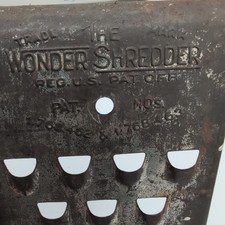 TRADE THE MARK
WONDER SHREDDER
REG. U.S. PAT. OFF.
PAT. NOS.